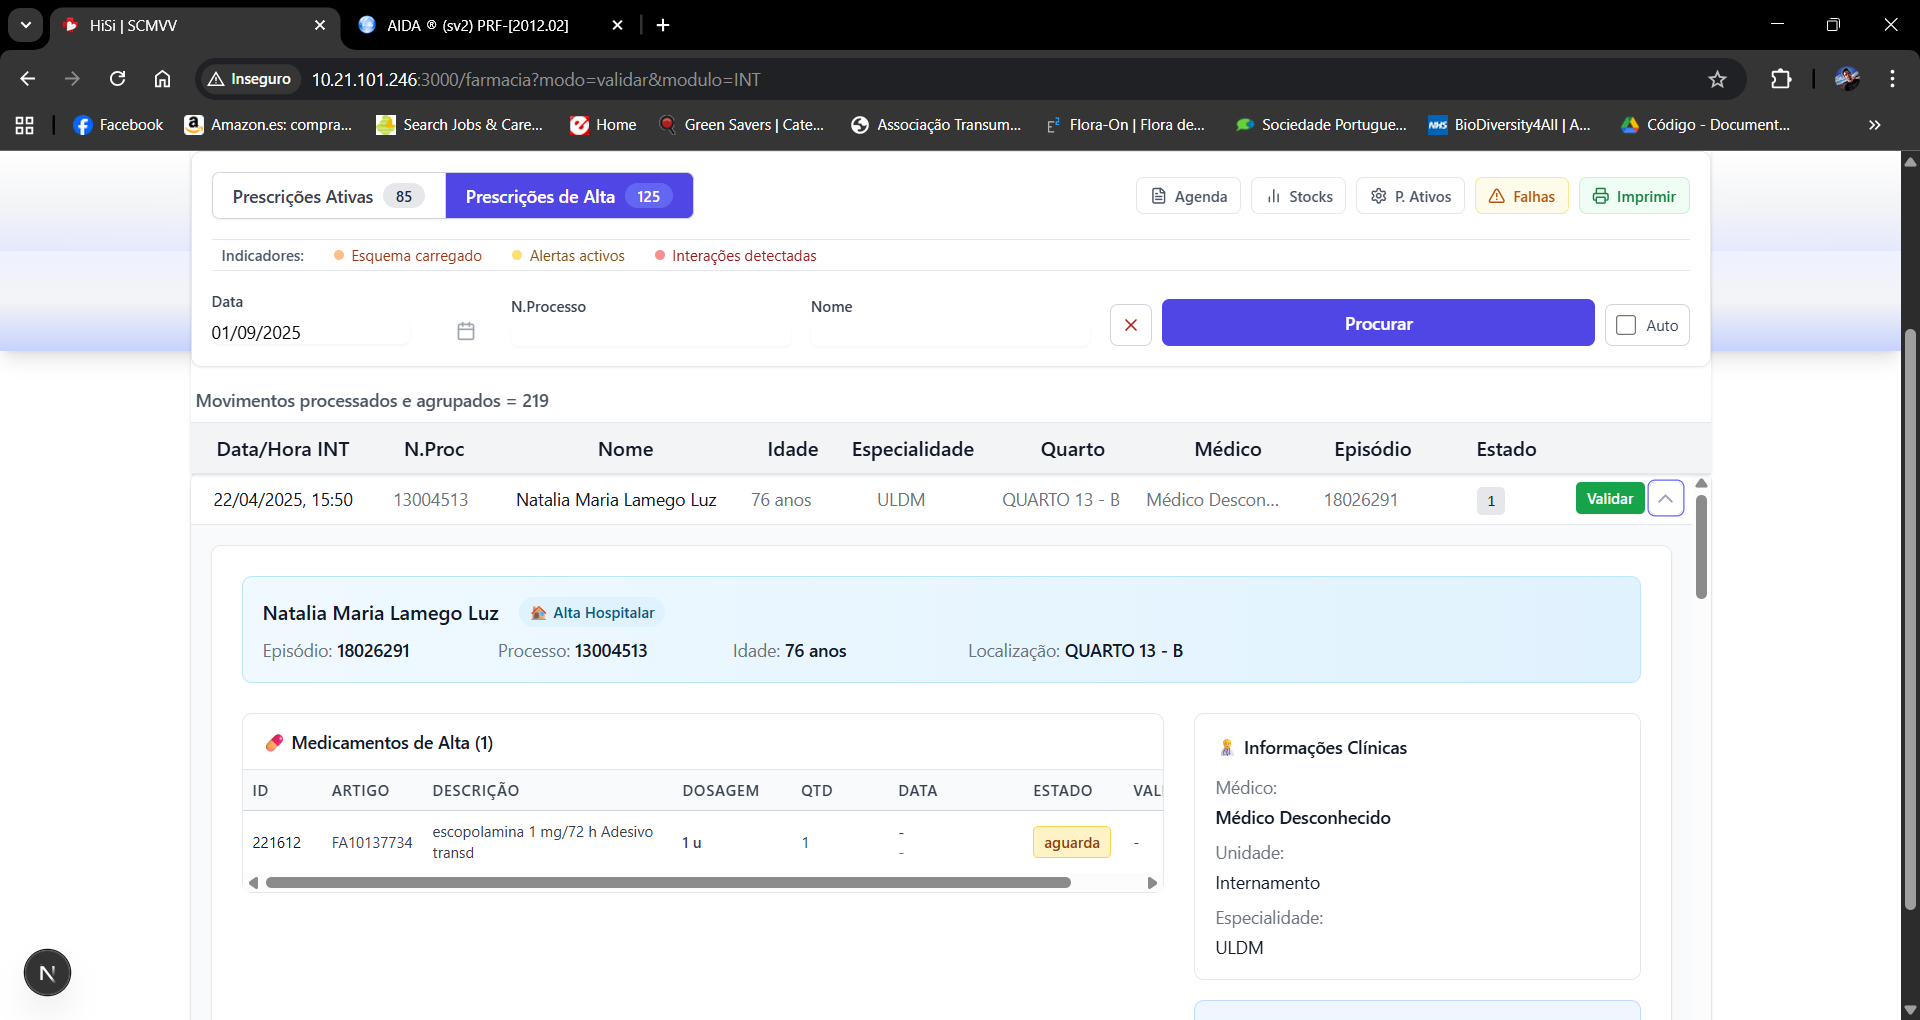 HiSi | SCMVV
AIDA ® (sv2) PRF-[2012.02]
Inseguro
10.21.101.246:3000/farmacia?modo=validar&modulo=INT
Facebook
Amazon.es: compra...
Search Jobs & Care...
Home
Green Savers | Cate...
Associação Transum...
Flora-On | Flora de...
Sociedade Portugue...
NHS
BioDiversity4All | A...
Código - Document...
Prescrições Ativas 85
Prescrições de Alta 125
Agenda
Stocks
P. Ativos
Falhas
Imprimir
Indicadores: Esquema carregado Alertas activos Interações detectadas
Data
01/09/2025
N.Processo
Nome
Procurar
Auto
Movimentos processados e agrupados = 219
Data/Hora INT N.Proc Nome Idade Especialidade Quarto Médico Episódio Estado
22/04/2025, 15:50 13004513 Natalia Maria Lamego Luz 76 anos ULDM QUARTO 13 - B Médico Descon... 18026291 1 Validar
Natalia Maria Lamego Luz Alta Hospitalar
Episódio: 18026291 Processo: 13004513 Idade: 76 anos Localização: QUARTO 13 - B
Medicamentos de Alta (1)
ID ARTIGO DESCRIÇÃO DOSAGEM QTD DATA ESTADO VALI
221612 FA10137734 escopolamina 1 mg/72 h Adesivo transd 1 u 1 - - aguarda -
Informações Clínicas
Médico:
Médico Desconhecido
Unidade:
Internamento
Especialidade:
ULDM
N